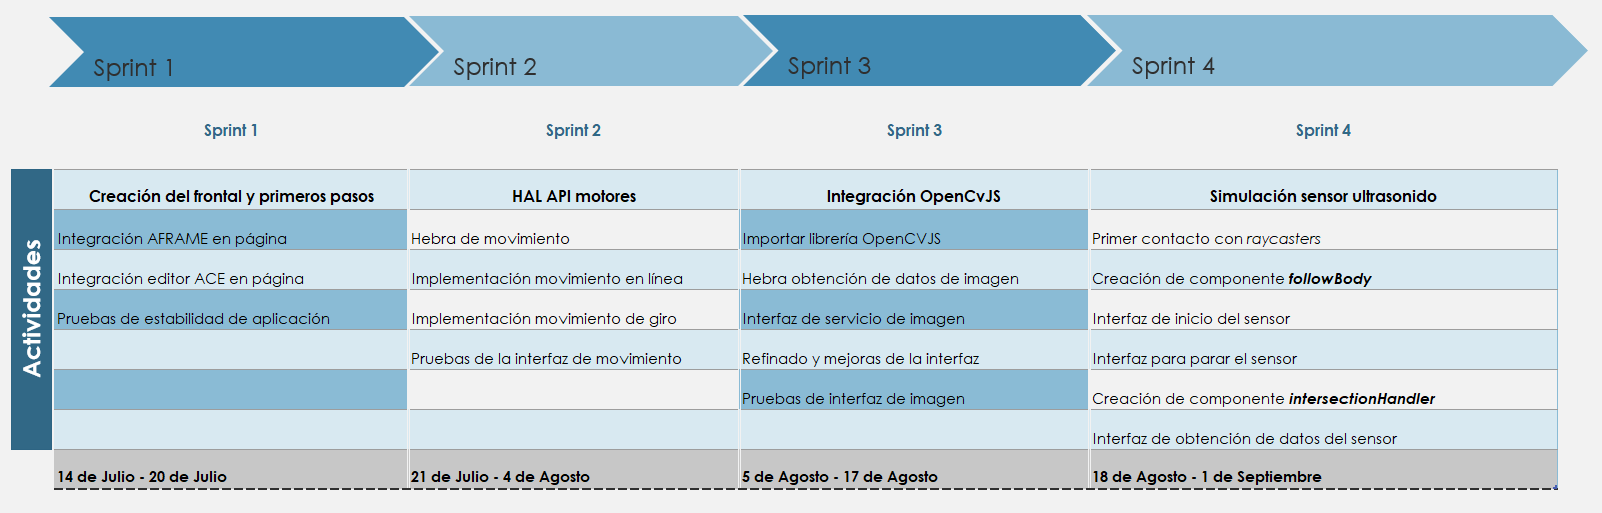 Sprint 1
Sprint 2
Sprint 3
Sprint 4
Sprint 1
Sprint 2
Sprint 3
Sprint 4
Actividades
Creación del frontal y primeros pasos
HAL API motores
Integración OpenCvJS
Simulación sensor ultrasonido
Integración AFRAME en página
Hebra de movimiento
Importar librería OpenCVJS
Primer contacto con raycasters
Integración editor ACE en página
Implementación movimiento en línea
Hebra obtención de datos de imagen
Creación de componente followBody
Pruebas de estabilidad de aplicación
Implementación movimiento de giro
Interfaz de servicio de imagen
Interfaz de inicio del sensor
Pruebas de la interfaz de movimiento
Refinado y mejoras de la interfaz
Interfaz para parar el sensor
Pruebas de interfaz de imagen
Creación de componente intersectionHandler
Interfaz de obtención de datos del sensor
14 de Julio - 20 de Julio
21 de Julio - 4 de Agosto
5 de Agosto - 17 de Agosto
18 de Agosto - 1 de Septiembre